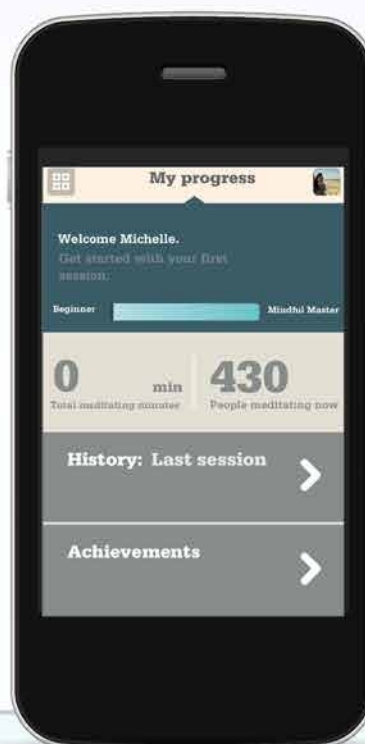 My progress
Welcome Michelle.
Get started with your first
session.
Beginner Mindful Master
0 min 430
Total meditating minutes People meditating now
History: Last session
Achievements